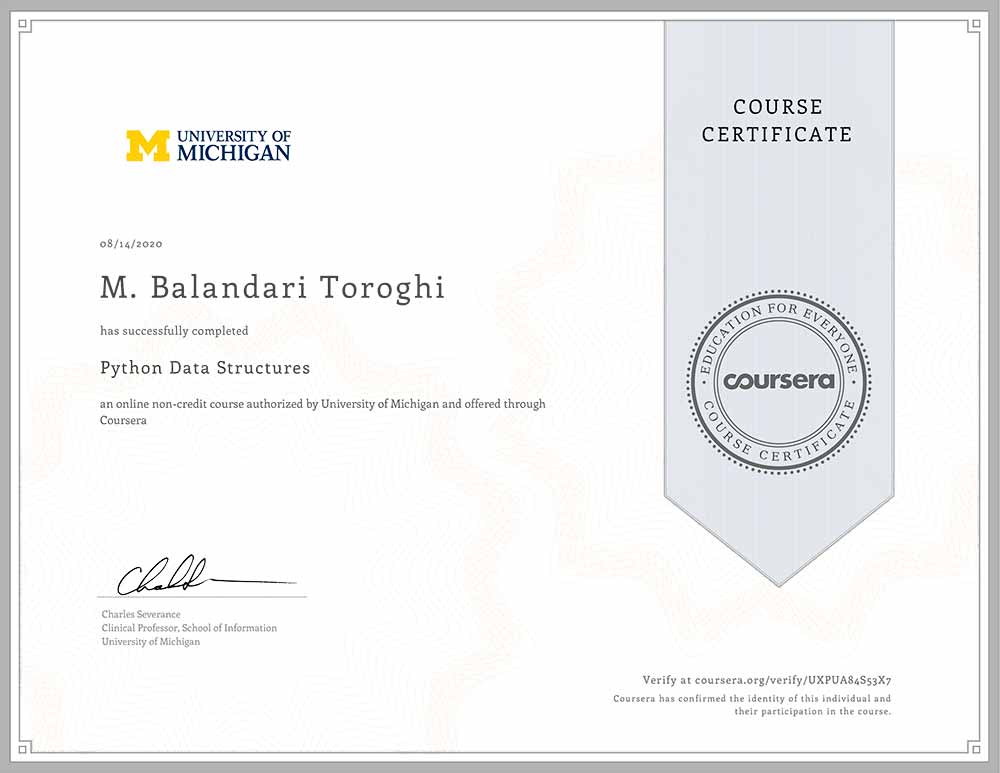 UNIVERSITY OF
MICHIGAN
COURSE
CERTIFICATE
08/14/2020
M. Balandari Toroghi
has successfully completed
Python Data Structures
an online non-credit course authorized by University of Michigan and offered through
Coursera
EDUCATION FOR EVERYONE
coursera
COURSE CERTIFICATE
Charles Severance
Clinical Professor, School of Information
University of Michigan
Verify at coursera.org/verify/UXPUA84S53X7
Coursera has confirmed the identity of this individual and
their participation in the course.